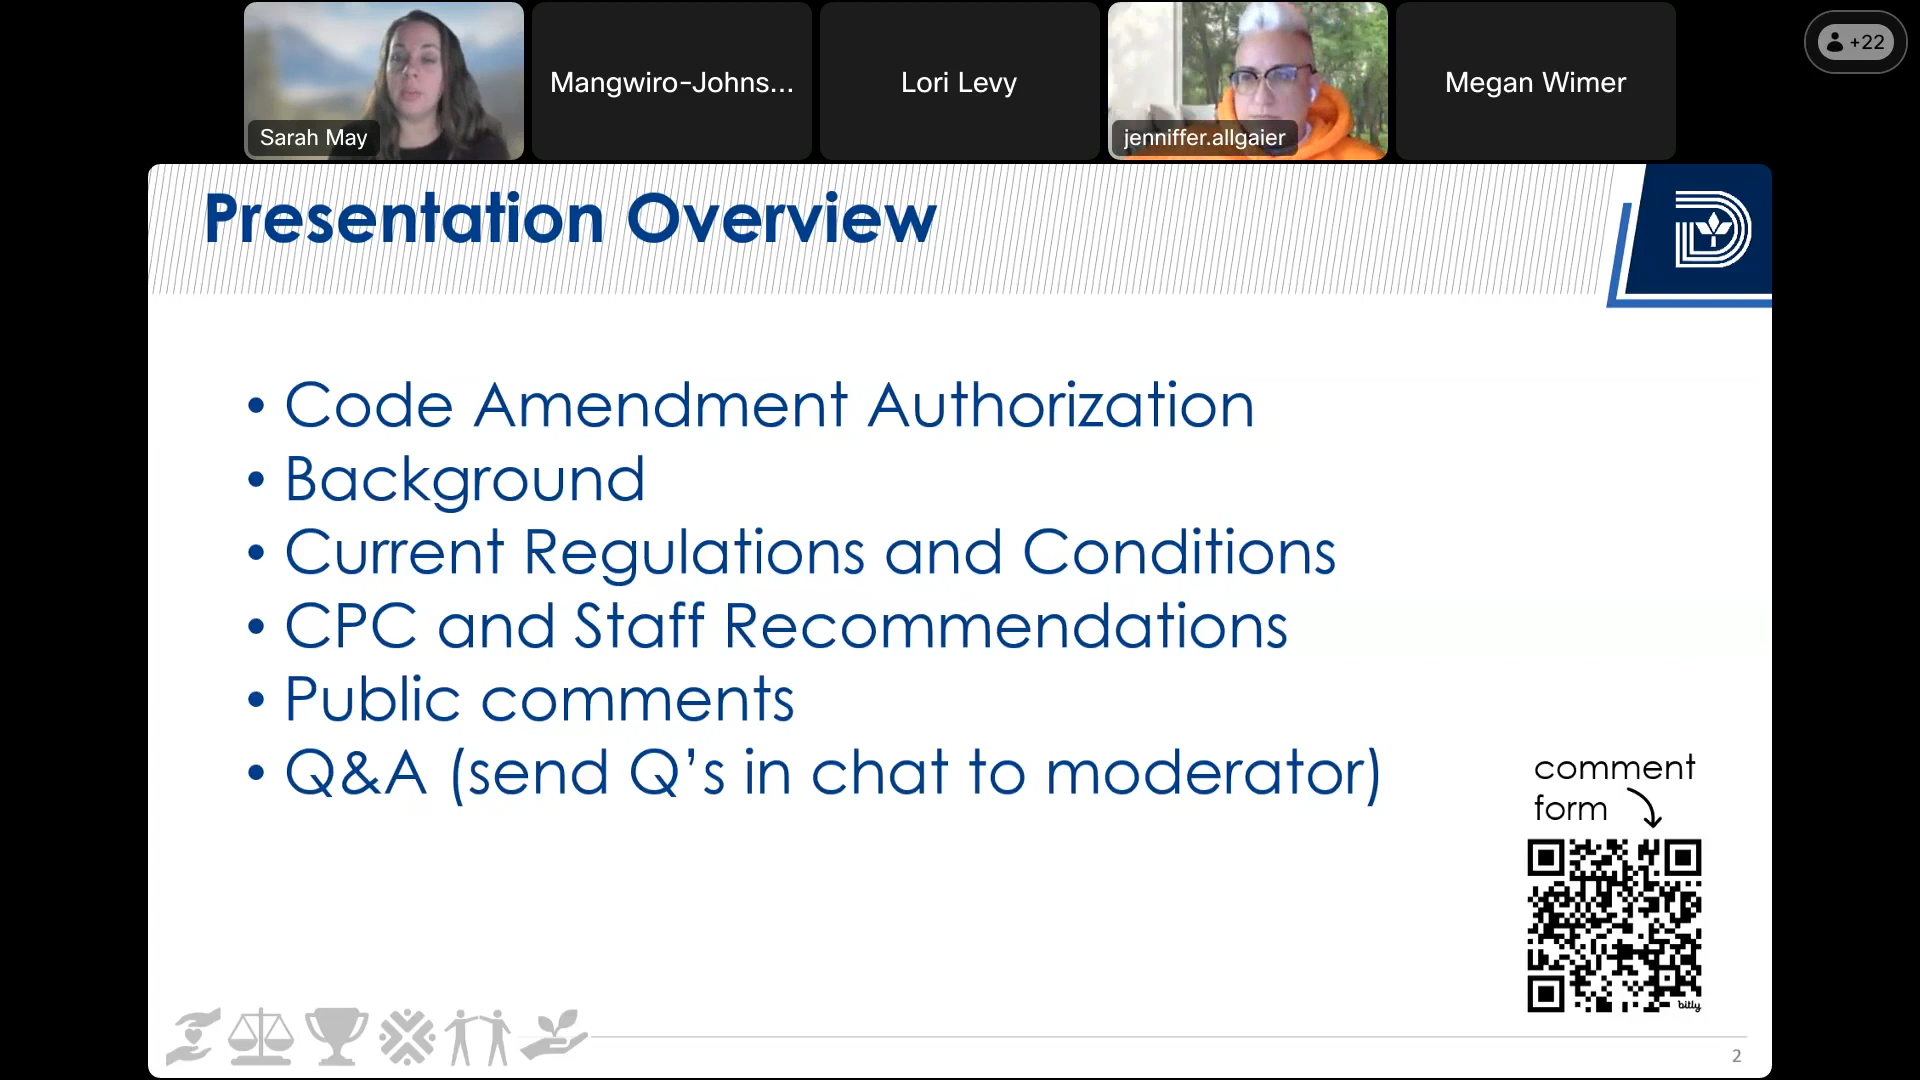 Sarah May
Mangwiro-Johns...
Lori Levy
jenniffer.allgaier
Megan Wimer
+22
Presentation Overview
• Code Amendment Authorization
• Background
• Current Regulations and Conditions
• CPC and Staff Recommendations
• Public comments
• Q&A (send Q’s in chat to moderator)
comment
form
bitly
2